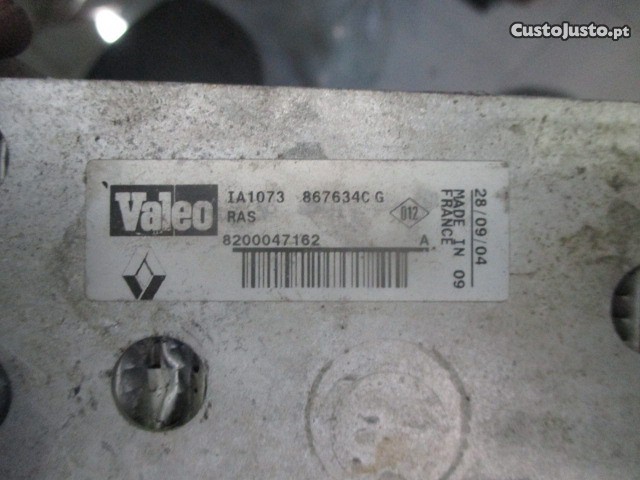 CustoJusto.pt
Valeo
IA1073 867634C G
RAS
8200047162 A
012
28/09/04
MADE IN 09
FRANCE